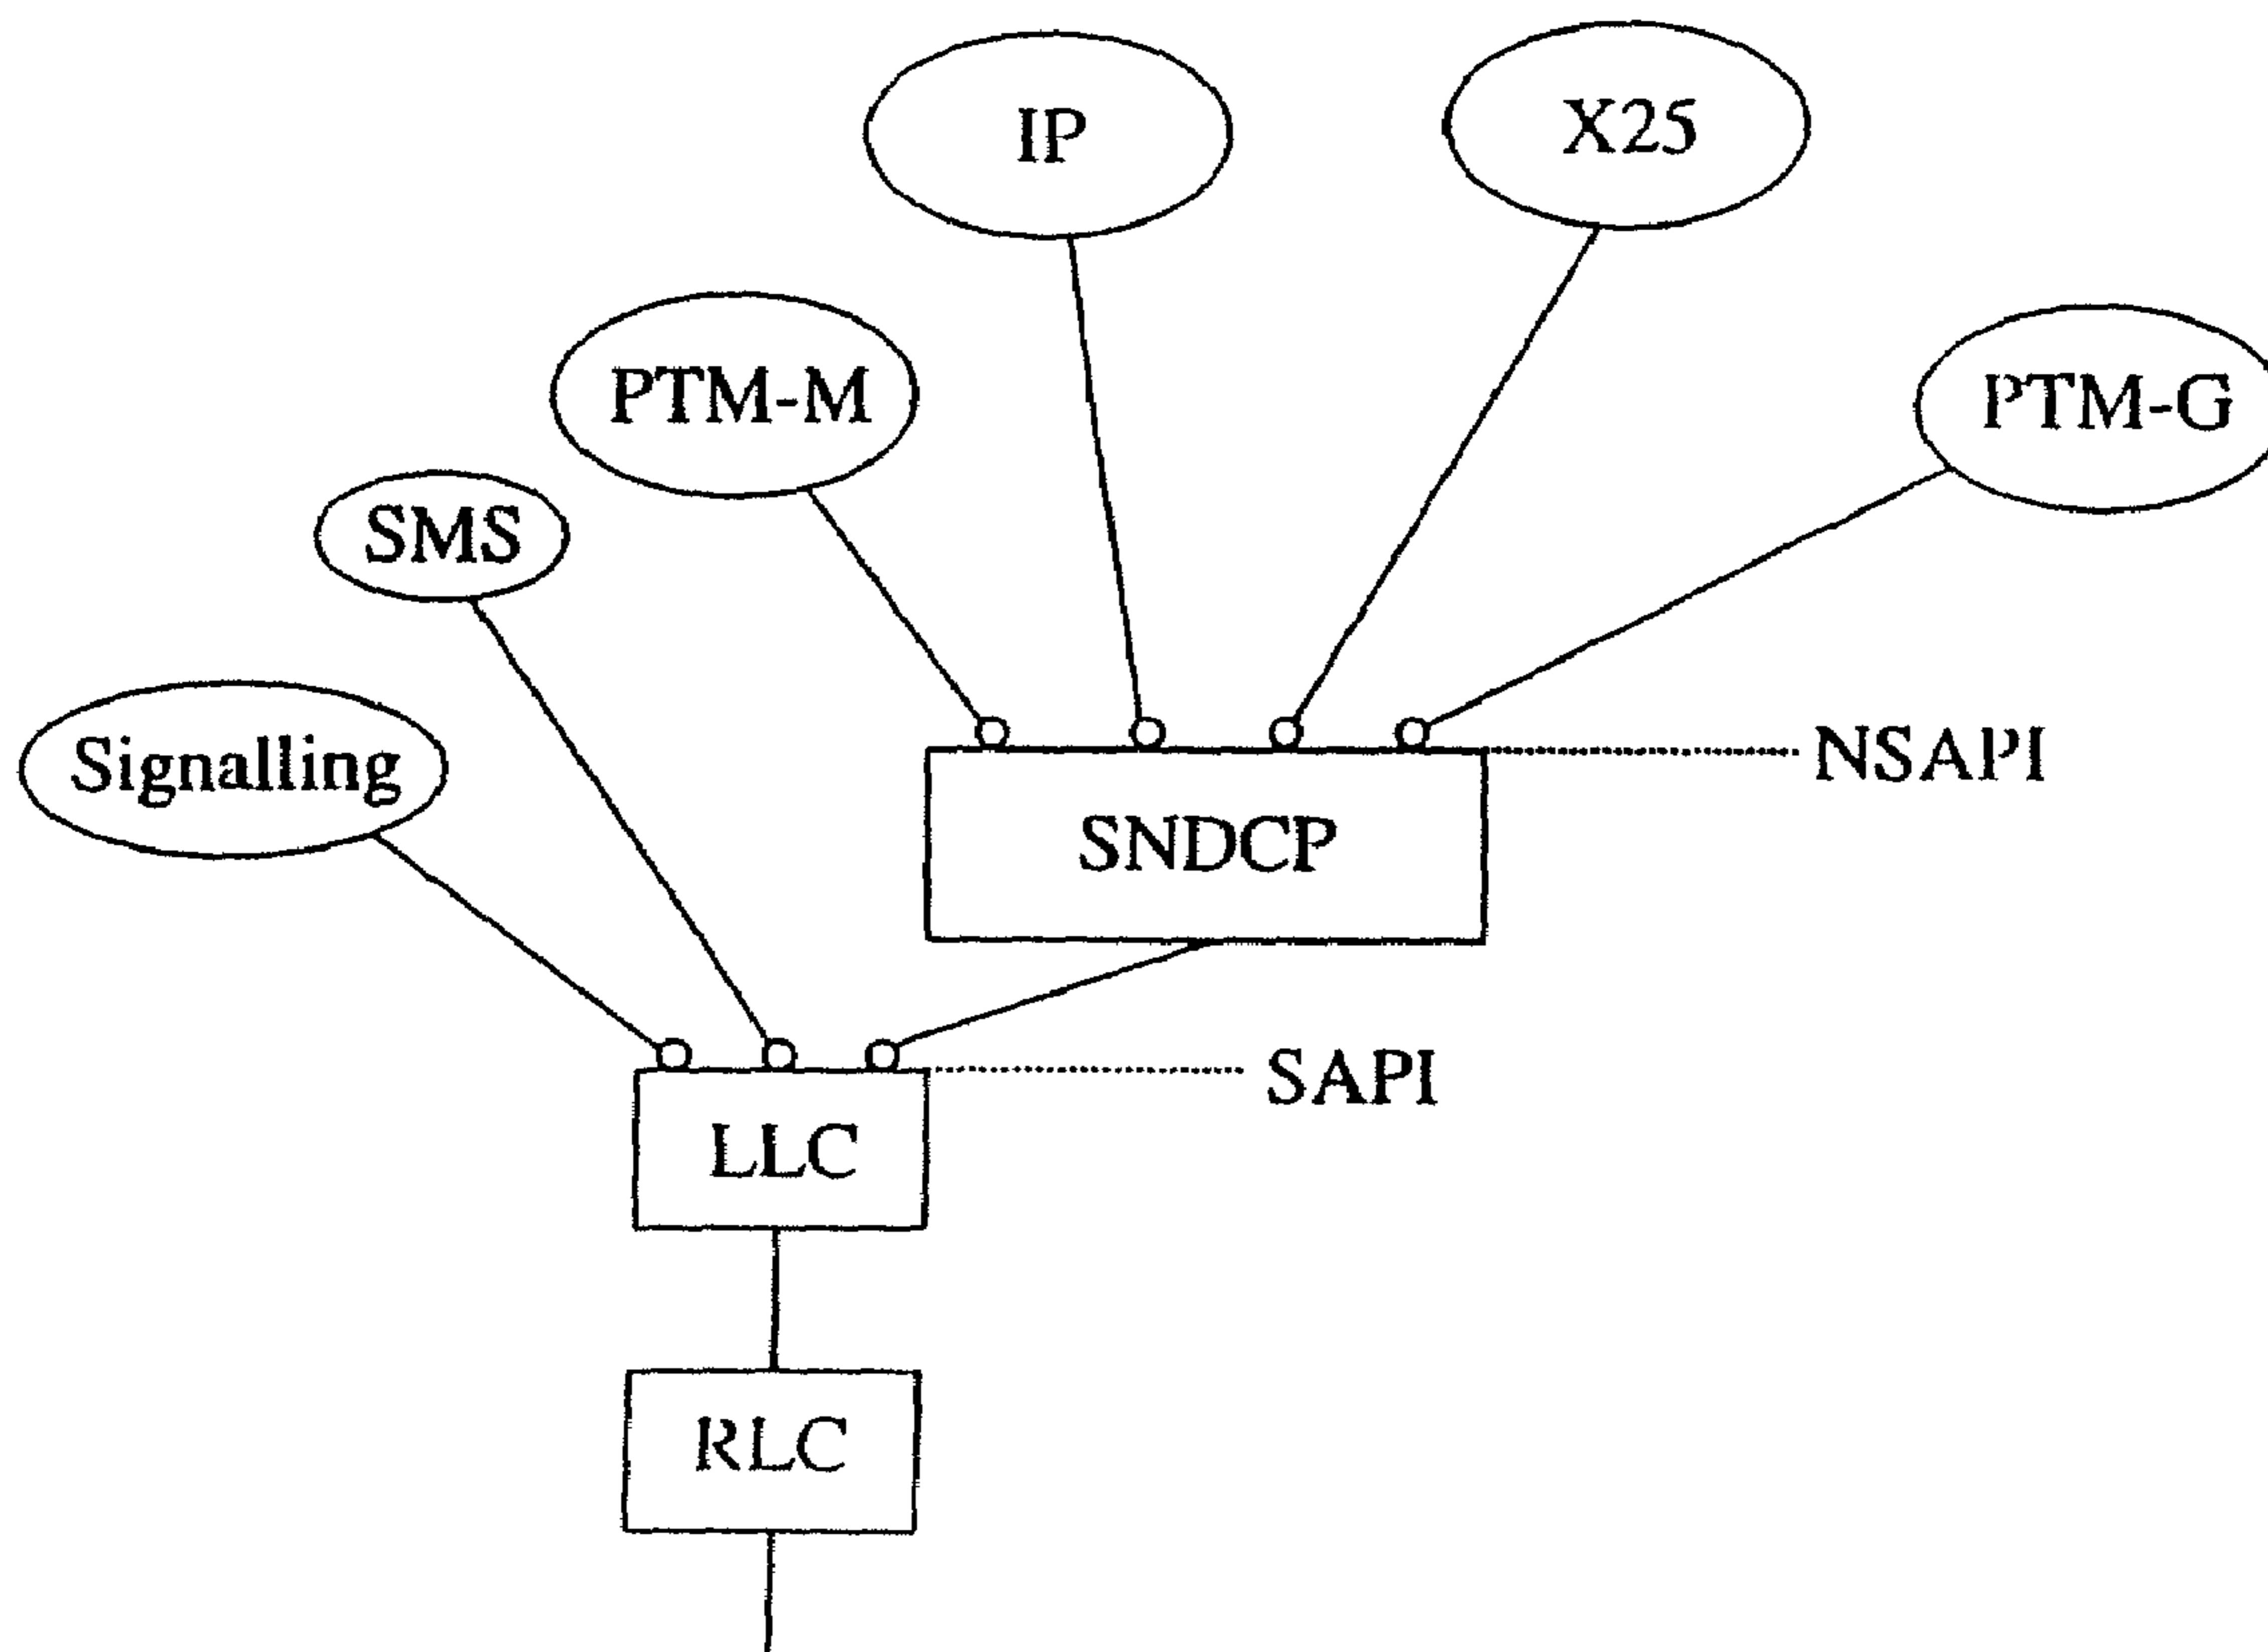 IP
X25
PTM-M
PTM-G
SMS
Signalling
NSAPI
SNDCP
SAPI
LLC
RLC